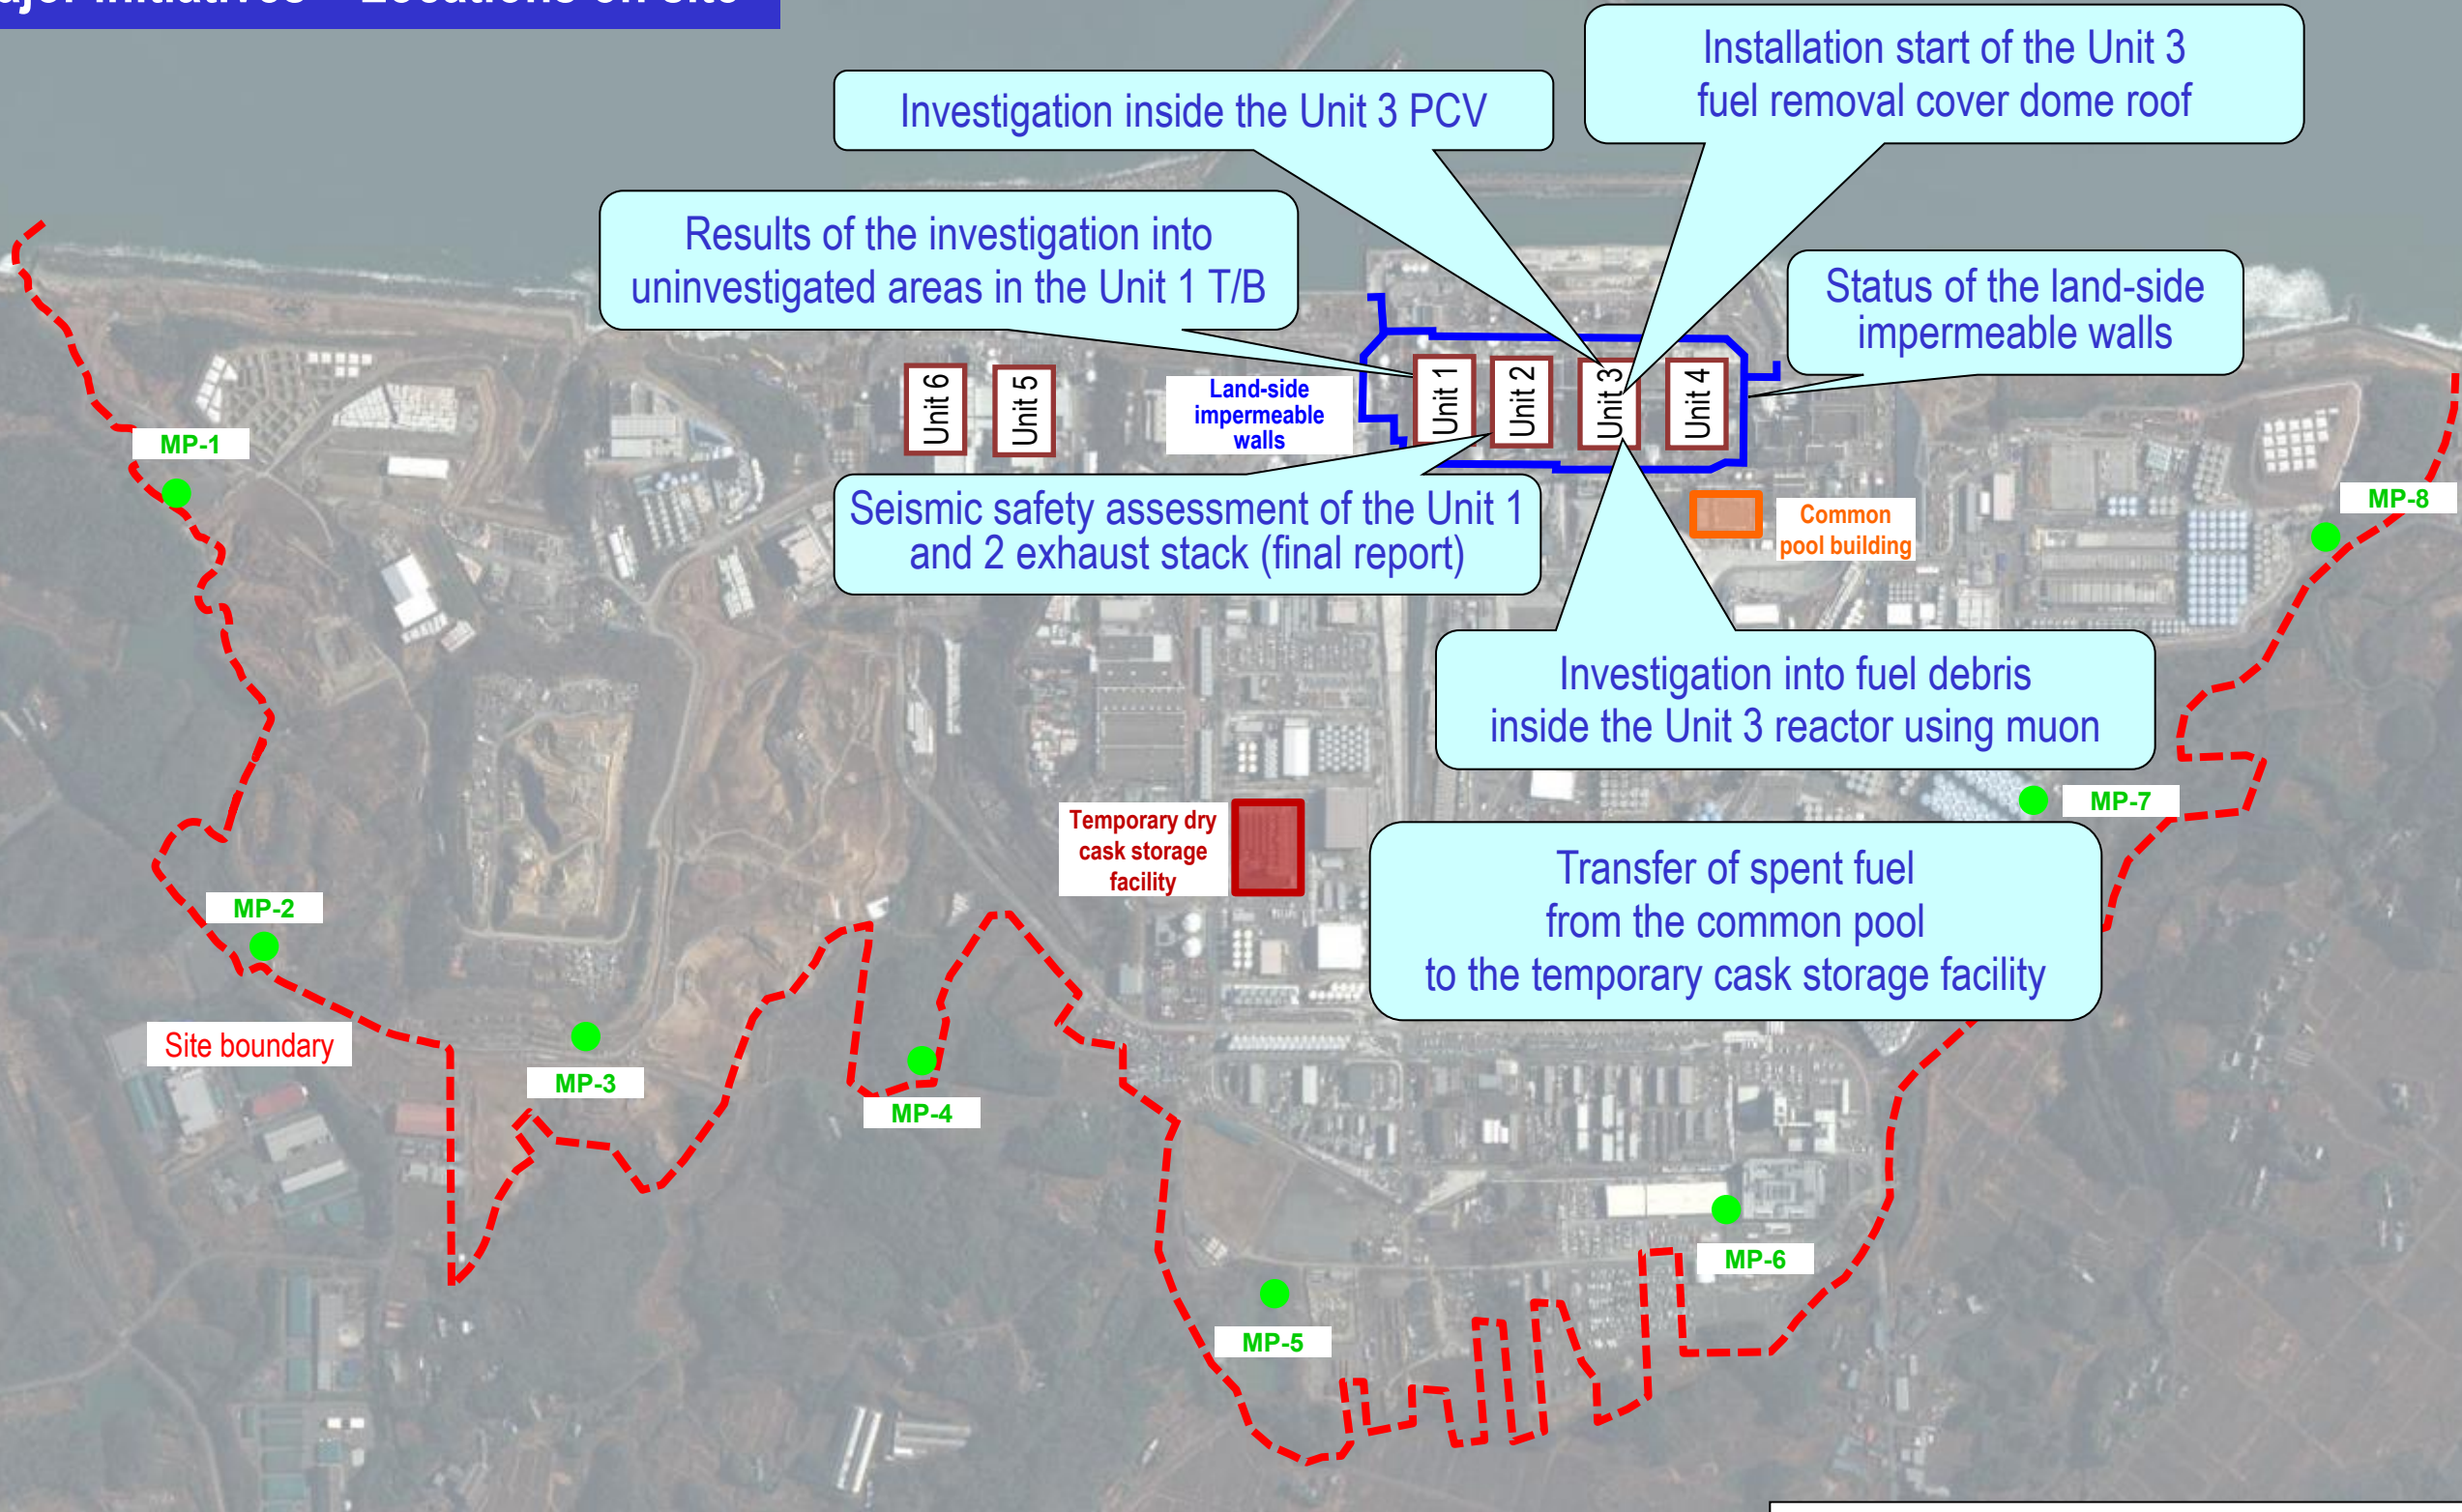 Initiatives – Locations on site
Installation start of the Unit 3
fuel removal cover dome roof
Investigation inside the Unit 3 PCV
Results of the investigation into
uninvestigated areas in the Unit 1 T/B
Status of the land-side
impermeable walls
Unit 6
Unit 5
Land-side
impermeable
walls
Unit 1
Unit 2
Unit 3
Unit 4
MP-1
MP-8
Seismic safety assessment of the Unit 1
and 2 exhaust stack (final report)
Common
pool building
Investigation into fuel debris
inside the Unit 3 reactor using muon
MP-7
Temporary dry
cask storage
facility
Transfer of spent fuel
from the common pool
to the temporary cask storage facility
MP-2
Site boundary
MP-3
MP-4
MP-6
MP-5